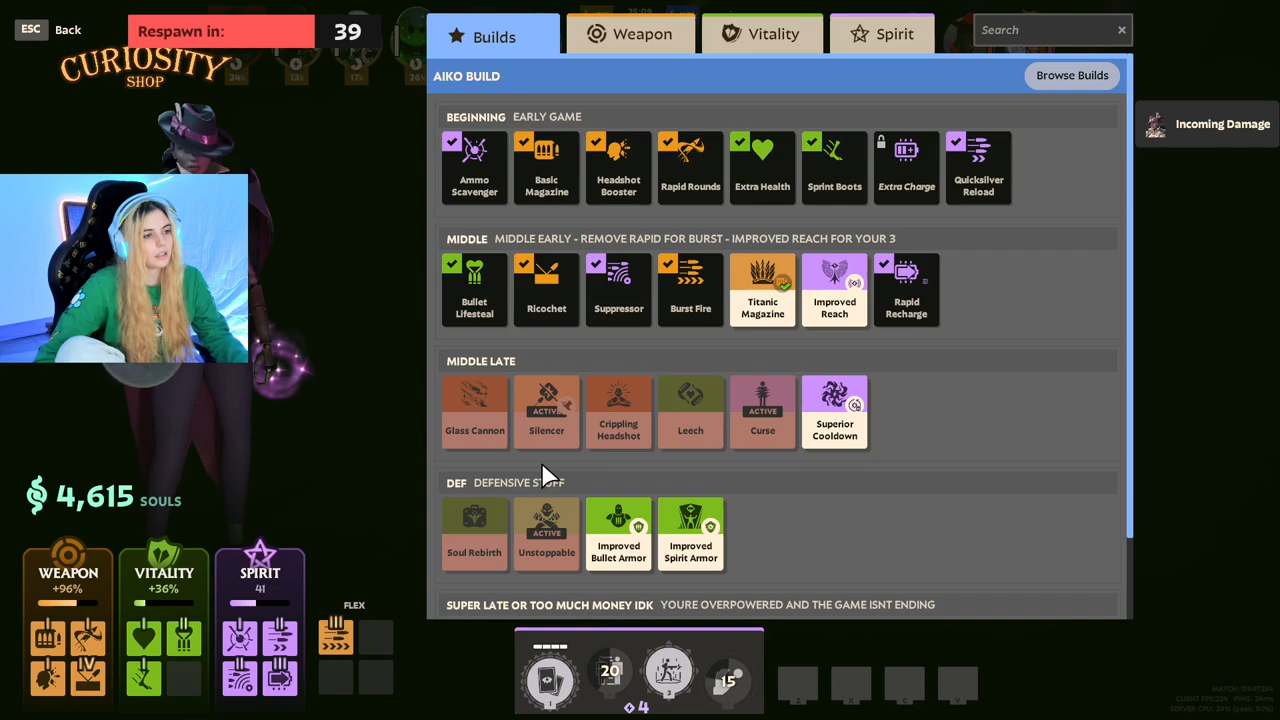 ESC Back
Respawn in: 39
CURIOSITY
SHOP
Builds
Weapon
Vitality
Spirit
Search
AIKO BUILD
Browse Builds
Incoming Damage
BEGINNING EARLY GAME
Ammo Scavenger
Basic Magazine
Headshot Booster
Rapid Rounds
Extra Health
Sprint Boots
Extra Charge
Quicksilver Reload
MIDDLE MIDDLE EARLY - REMOVE RAPID FOR BURST - IMPROVED REACH FOR YOUR 3
Bullet Lifesteal
Ricochet
Suppressor
Burst Fire
Titanic Magazine
Improved Reach
Rapid Recharge
MIDDLE LATE
Glass Cannon
ACTIVE
Silencer
Crippling Headshot
Leech
ACTIVE
Curse
Superior Cooldown
DEF DEFENSIVE STUFF
Soul Rebirth
ACTIVE
Unstoppable
Improved Bullet Armor
Improved Spirit Armor
SUPER LATE OR TOO MUCH MONEY IDK YOURE OVERPOWERED AND THE GAME ISNT ENDING
4,615 SOULS
WEAPON
+96%
VITALITY
+36%
SPIRIT
41
FLEX
20
15
1
3
4